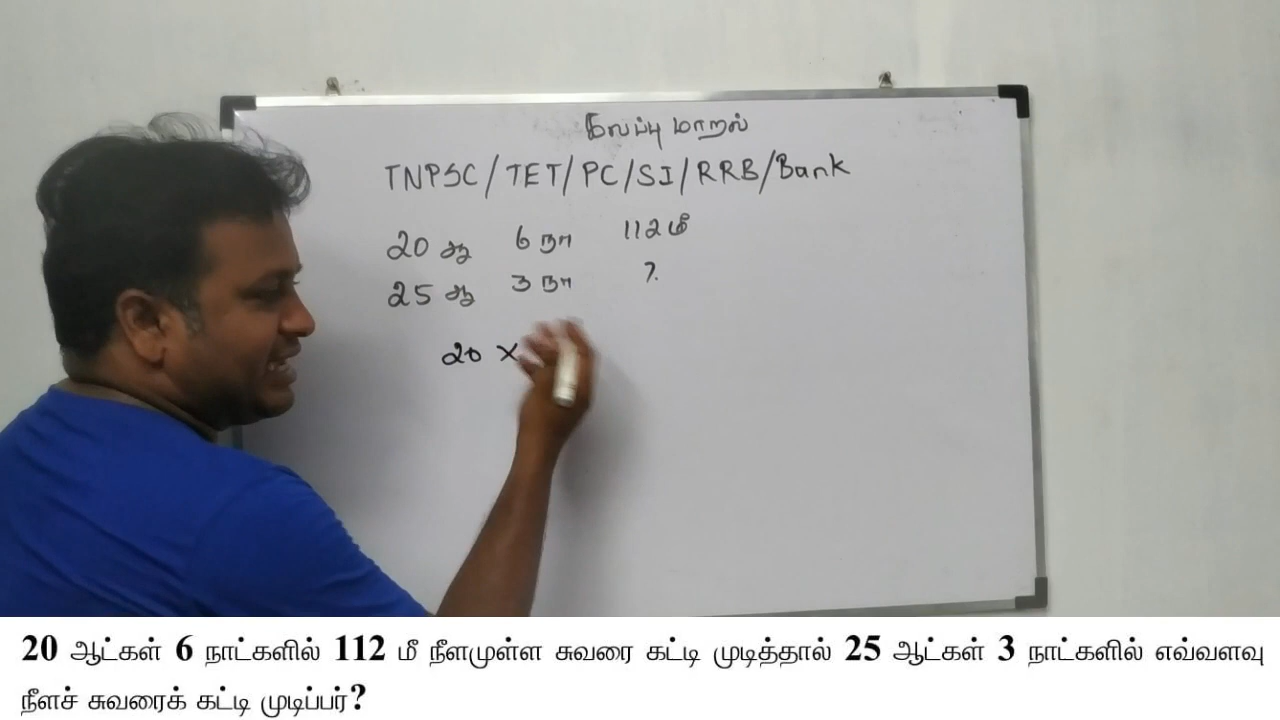 கலப்பு மாறல்
TNPSC/TET/PC/SI/RRB/Bank
20 ஆ 6 நா 112 மீ
25 ஆ 3 நா ?
20 ×
20 ஆட்கள் 6 நாட்களில் 112 மீ நீளமுள்ள சுவரை கட்டி முடித்தால் 25 ஆட்கள் 3 நாட்களில் எவ்வளவு
நீளச் சுவரைக் கட்டி முடிப்பர்?